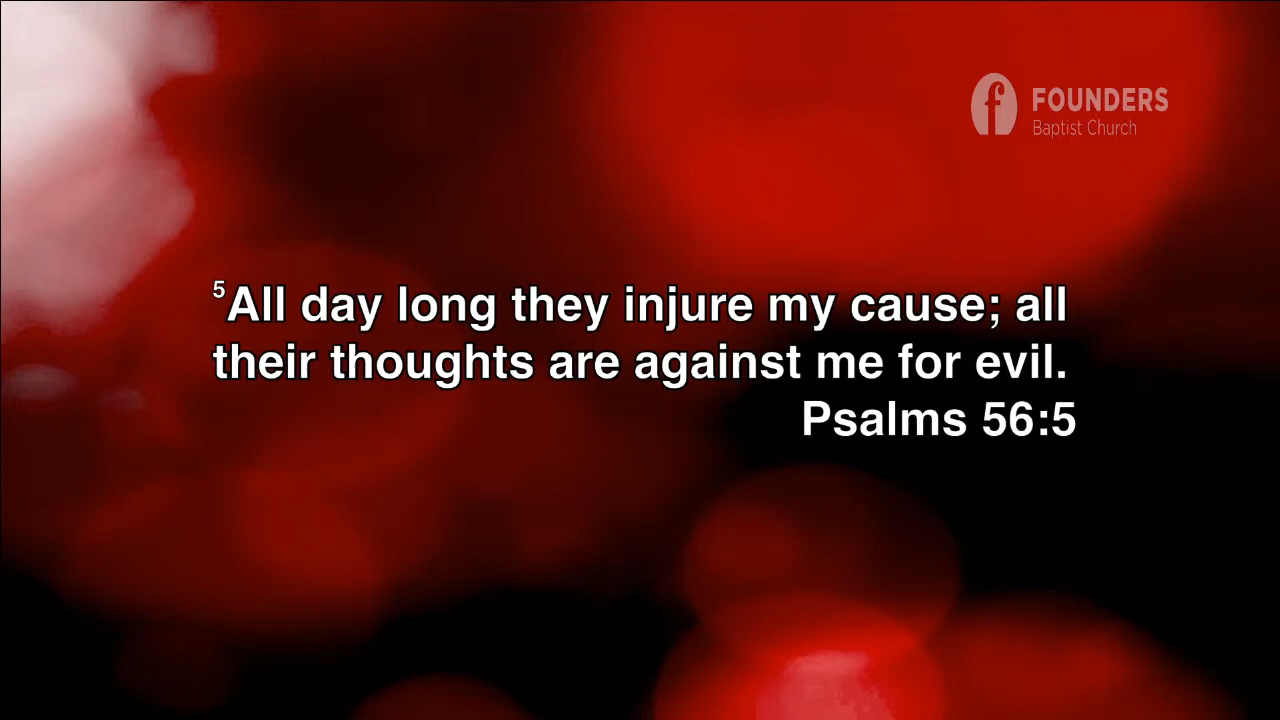 FOUNDERS
Baptist Church
⁵All day long they injure my cause; all
their thoughts are against me for evil.
Psalms 56:5